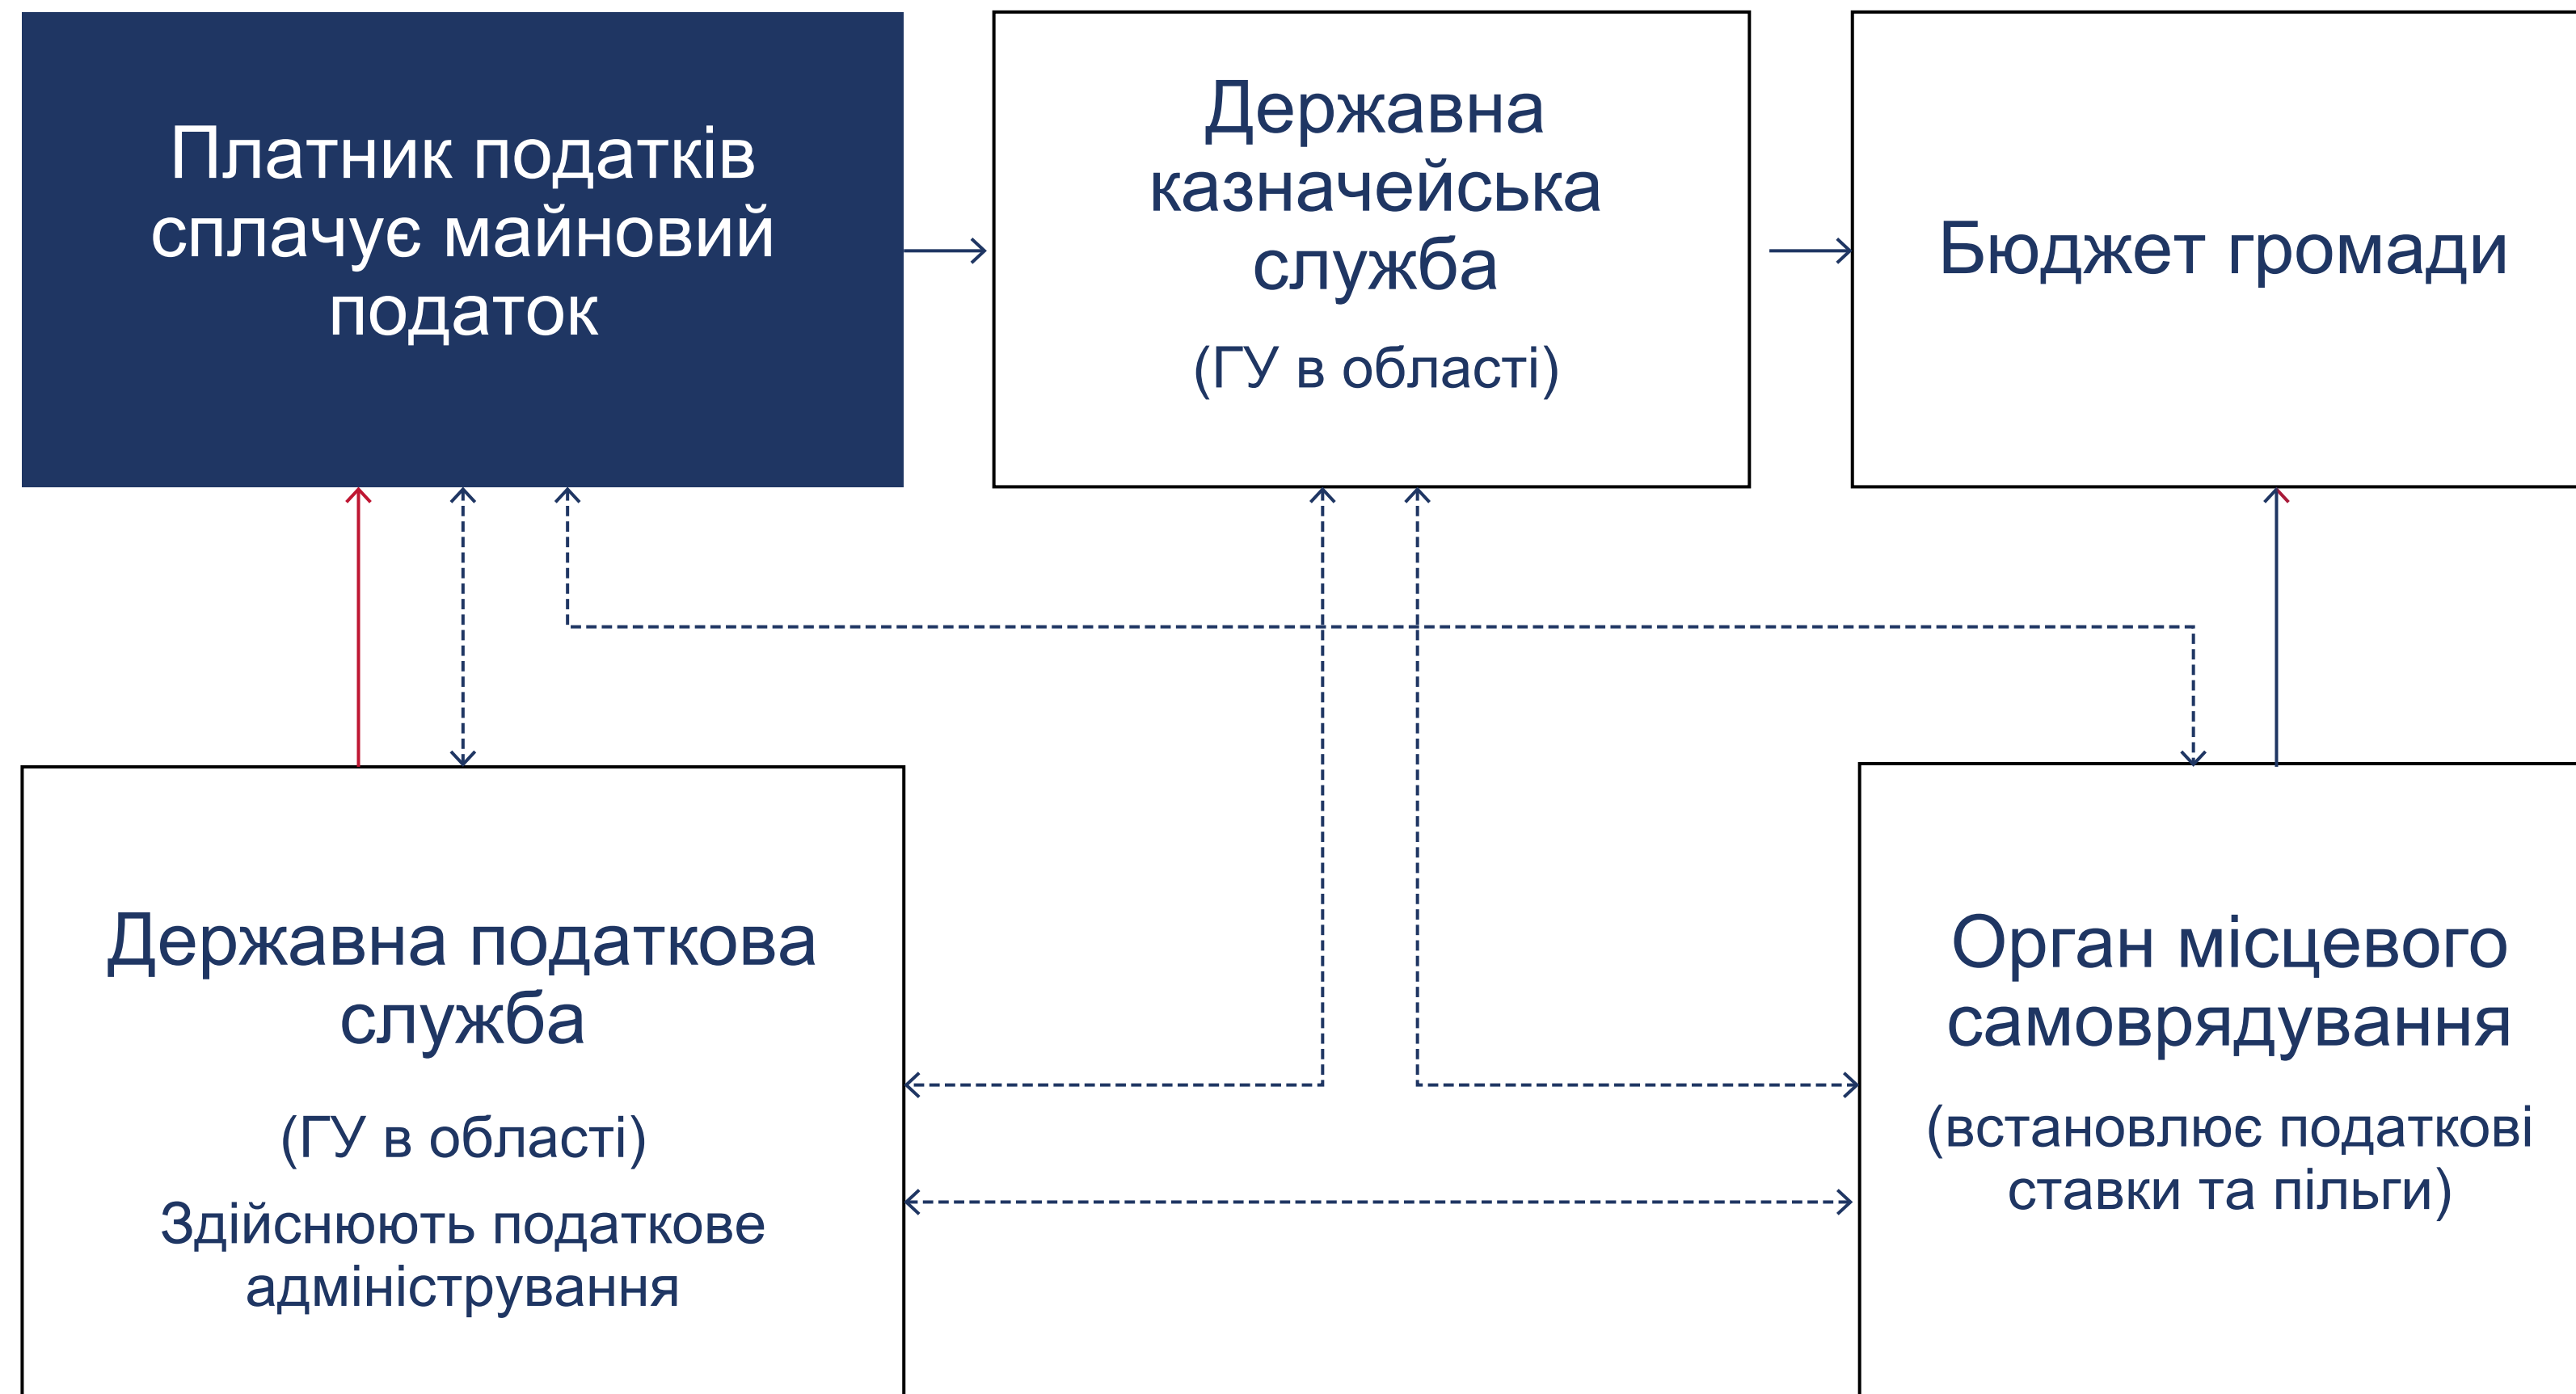 Платник податків
сплачує майновий
податок
Державна
казначейська
служба
(ГУ в області)
Бюджет громади
Державна податкова
служба
(ГУ в області)
Здійснюють податкове
адміністрування
Орган місцевого
самоврядування
(встановлює податкові
ставки та пільги)